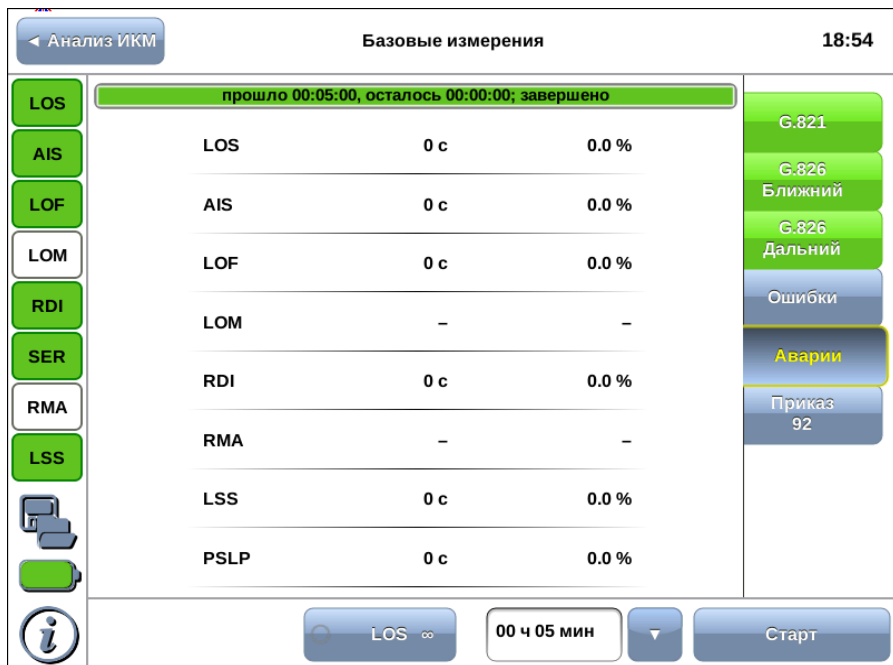 ◄ Анализ ИКМ
Базовые измерения
18:54
LOS
AIS
LOF
LOM
RDI
SER
RMA
LSS
прошло 00:05:00, осталось 00:00:00; завершено
LOS 0 с 0.0 %
AIS 0 с 0.0 %
LOF 0 с 0.0 %
LOM – –
RDI 0 с 0.0 %
RMA – –
LSS 0 с 0.0 %
PSLP 0 с 0.0 %
G.821
G.826
Ближний
G.826
Дальний
Ошибки
Аварии
Приказ
92
i
LOS ∞
00 ч 05 мин
▼
Старт